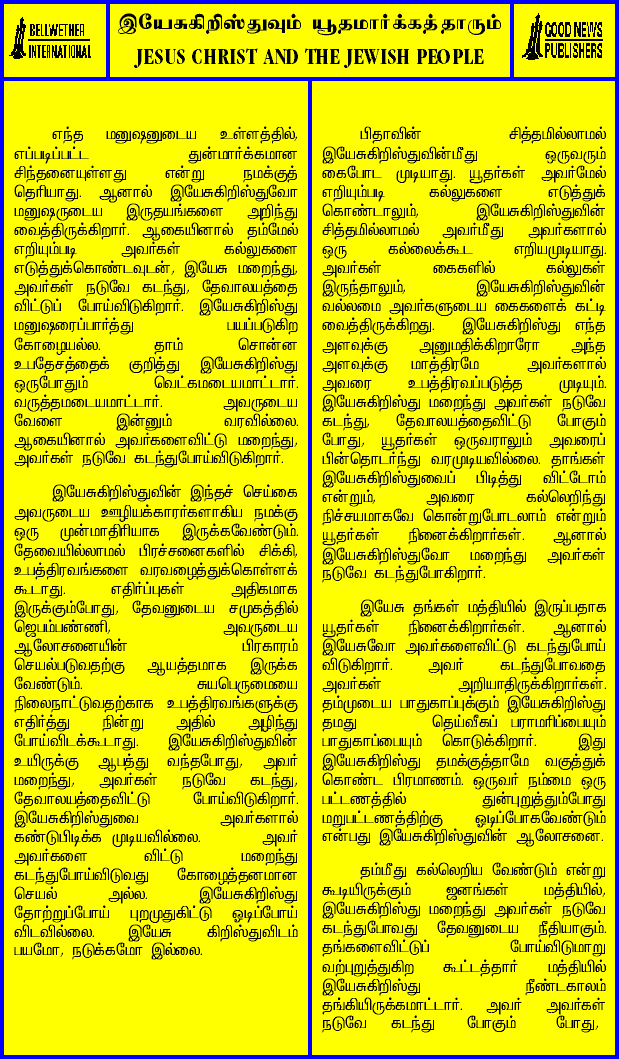 BELLWETHER
INTERNATIONAL
இயேசுகிறிஸ்துவும் யூதமார்க்கத்தாரும்
JESUS CHRIST AND THE JEWISH PEOPLE
GOOD NEWS
PUBLISHERS
எந்த மனுஷனுடைய உள்ளத்தில்,
எப்படிப்பட்ட துன்மார்க்கமான
சிந்தனையுள்ளது என்று நமக்குத்
தெரியாது. ஆனால் இயேசுகிறிஸ்துவோ
மனுஷருடைய இருதயங்களை அறிந்து
வைத்திருக்கிறார். ஆகையினால் தம்மேல்
எறியும்படி அவர்கள் கல்லுகளை
எடுத்துக்கொண்டவுடன், இயேசு மறைந்து,
அவர்கள் நடுவே கடந்து, தேவாலயத்தை
விட்டுப் போய்விடுகிறார். இயேசுகிறிஸ்து
மனுஷரைப்பார்த்து பயப்படுகிற
கோழையல்ல. தாம் சொன்ன
உபதேசத்தைக் குறித்து இயேசுகிறிஸ்து
ஒருபோதும் வெட்கமடையமாட்டார்.
வருத்தமடையமாட்டார். அவருடைய
வேளை இன்னும் வரவில்லை.
ஆகையினால் அவர்களைவிட்டு மறைந்து,
அவர்கள் நடுவே கடந்துபோய்விடுகிறார்.
இயேசுகிறிஸ்துவின் இந்தச் செய்கை
அவருடைய ஊழியக்காரர்களாகிய நமக்கு
ஒரு முன்மாதிரியாக இருக்கவேண்டும்.
தேவையில்லாமல் பிரச்சனைகளில் சிக்கி,
உபத்திரவங்களை வரவழைத்துக்கொள்ளக்
கூடாது. எதிர்ப்புகள் அதிகமாக
இருக்கும்போது, தேவனுடைய சமுகத்தில்
ஜெபம்பண்ணி, அவருடைய
ஆலோசனையின் பிரகாரம்
செயல்படுவதற்கு ஆயத்தமாக இருக்க
வேண்டும். சுயபெருமையை
நிலைநாட்டுவதற்காக உபத்திரவங்களுக்கு
எதிர்த்து நின்று அதில் அழிந்து
போய்விடக்கூடாது. இயேசுகிறிஸ்துவின்
உயிருக்கு ஆபத்து வந்தபோது, அவர்
மறைந்து, அவர்கள் நடுவே கடந்து,
தேவாலயத்தைவிட்டு போய்விடுகிறார்.
இயேசுகிறிஸ்துவை அவர்களால்
கண்டுபிடிக்க முடியவில்லை. அவர்
அவர்களை விட்டு மறைந்து
கடந்துபோய்விடுவது கோழைத்தனமான
செயல் அல்ல. இயேசுகிறிஸ்து
தோற்றுப்போய் புறமுதுகிட்டு ஓடிப்போய்
விடவில்லை. இயேசு கிறிஸ்துவிடம்
பயமோ, நடுக்கமோ இல்லை.
பிதாவின் சித்தமில்லாமல்
இயேசுகிறிஸ்துவின்மீது ஒருவரும்
கைபோட முடியாது. யூதர்கள் அவர்மேல்
எறியும்படி கல்லுகளை எடுத்துக்
கொண்டாலும், இயேசுகிறிஸ்துவின்
சித்தமில்லாமல் அவர்மீது அவர்களால்
ஒரு கல்லைக்கூட எறியமுடியாது.
அவர்கள் கைகளில் கல்லுகள்
இருந்தாலும், இயேசுகிறிஸ்துவின்
வல்லமை அவர்களுடைய கைகளைக் கட்டி
வைத்திருக்கிறது. இயேசுகிறிஸ்து எந்த
அளவுக்கு அனுமதிக்கிறாரோ அந்த
அளவுக்கு மாத்திரமே அவர்களால்
அவரை உபத்திரவப்படுத்த முடியும்.
இயேசுகிறிஸ்து மறைந்து அவர்கள் நடுவே
கடந்து, தேவாலயத்தைவிட்டு போகும்
போது, யூதர்கள் ஒருவராலும் அவரைப்
பின்தொடர்ந்து வரமுடியவில்லை. தாங்கள்
இயேசுகிறிஸ்துவைப் பிடித்து விட்டோம்
என்றும், அவரை கல்லெறிந்து
நிச்சயமாகவே கொன்றுபோடலாம் என்றும்
யூதர்கள் நினைக்கிறார்கள். ஆனால்
இயேசுகிறிஸ்துவோ மறைந்து அவர்கள்
நடுவே கடந்துபோகிறார்.
இயேசு தங்கள் மத்தியில் இருப்பதாக
யூதர்கள் நினைக்கிறார்கள். ஆனால்
இயேசுவோ அவர்களைவிட்டு கடந்துபோய்
விடுகிறார். அவர் கடந்துபோவதை
அவர்கள் அறியாதிருக்கிறார்கள்.
தம்முடைய பாதுகாப்புக்கும் இயேசுகிறிஸ்து
தமது தெய்வீகப் பராமரிப்பையும்
பாதுகாப்பையும் கொடுக்கிறார். இது
இயேசுகிறிஸ்து தமக்குத்தாமே வகுத்துக்
கொண்ட பிரமாணம். ஒருவர் நம்மை ஒரு
பட்டணத்தில் துன்புறுத்தும்போது
மறுபட்டணத்திற்கு ஓடிப்போகவேண்டும்
என்பது இயேசுகிறிஸ்துவின் ஆலோசனை.
தம்மீது கல்லெறிய வேண்டும் என்று
கூடியிருக்கும் ஜனங்கள் மத்தியில்,
இயேசுகிறிஸ்து மறைந்து அவர்கள் நடுவே
கடந்துபோவது தேவனுடைய நீதியாகும்.
தங்களைவிட்டுப் போய்விடுமாறு
வற்புறுத்துகிற கூட்டத்தார் மத்தியில்
இயேசுகிறிஸ்து நீண்டகாலம்
தங்கியிருக்கமாட்டார். அவர் அவர்கள்
நடுவே கடந்து போகும் போது,